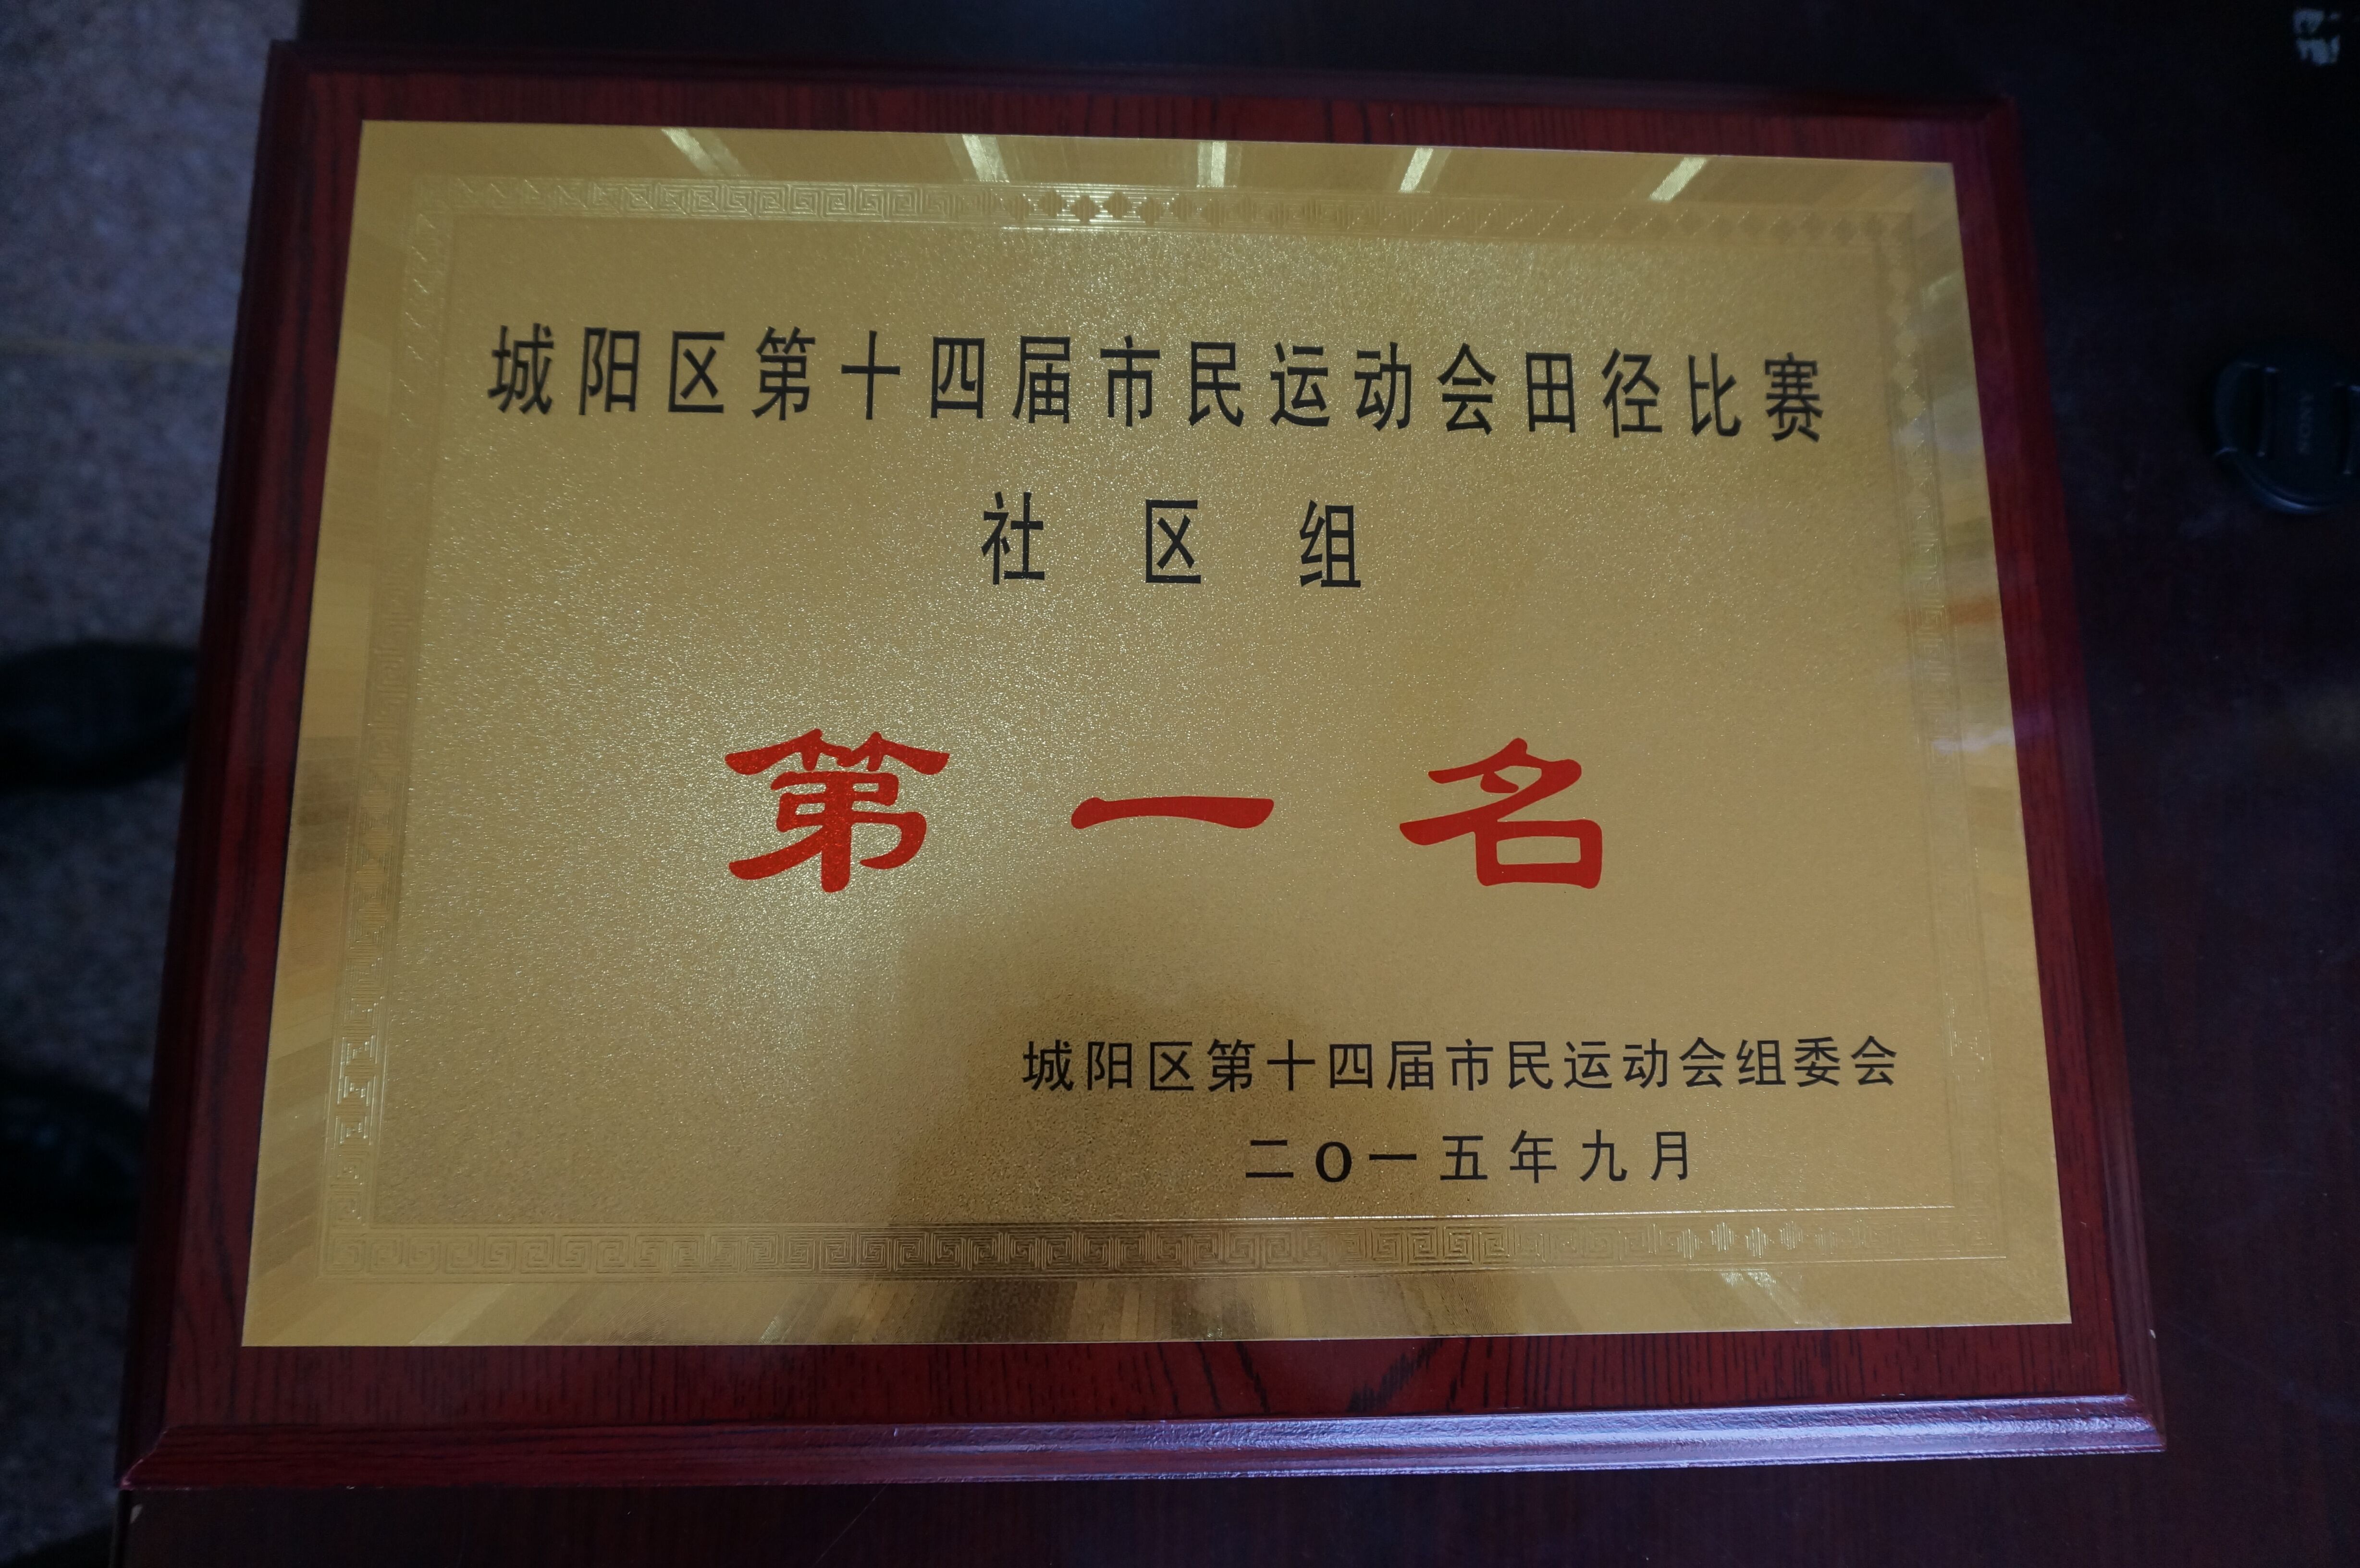 城阳区第十四届市民运动会田径比赛
社区组
第一名
城阳区第十四届市民运动会组委会
二O一五年九月